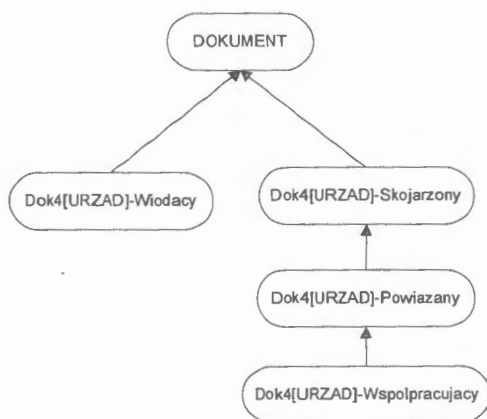 DOKUMENT
Dok4[URZAD]-Wiodacy
Dok4[URZAD]-Skojarzony
Dok4[URZAD]-Powiazany
Dok4[URZAD]-Wspolpracujacy